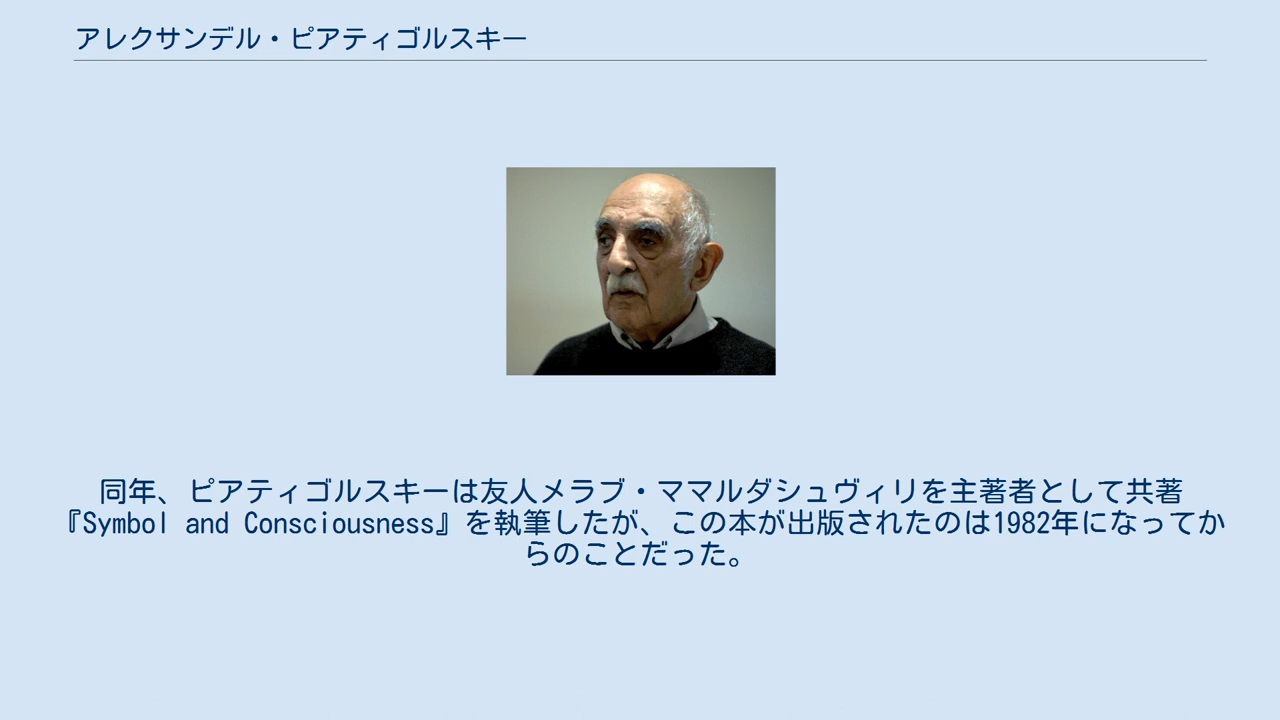 アレクサンデル・ピアティゴルスキー
同年、ピアティゴルスキーは友人メラブ・ママルダシュヴィリを主著者として共著
『Symbol and Consciousness』を執筆したが、この本が出版されたのは1982年になってか
らのことだった。